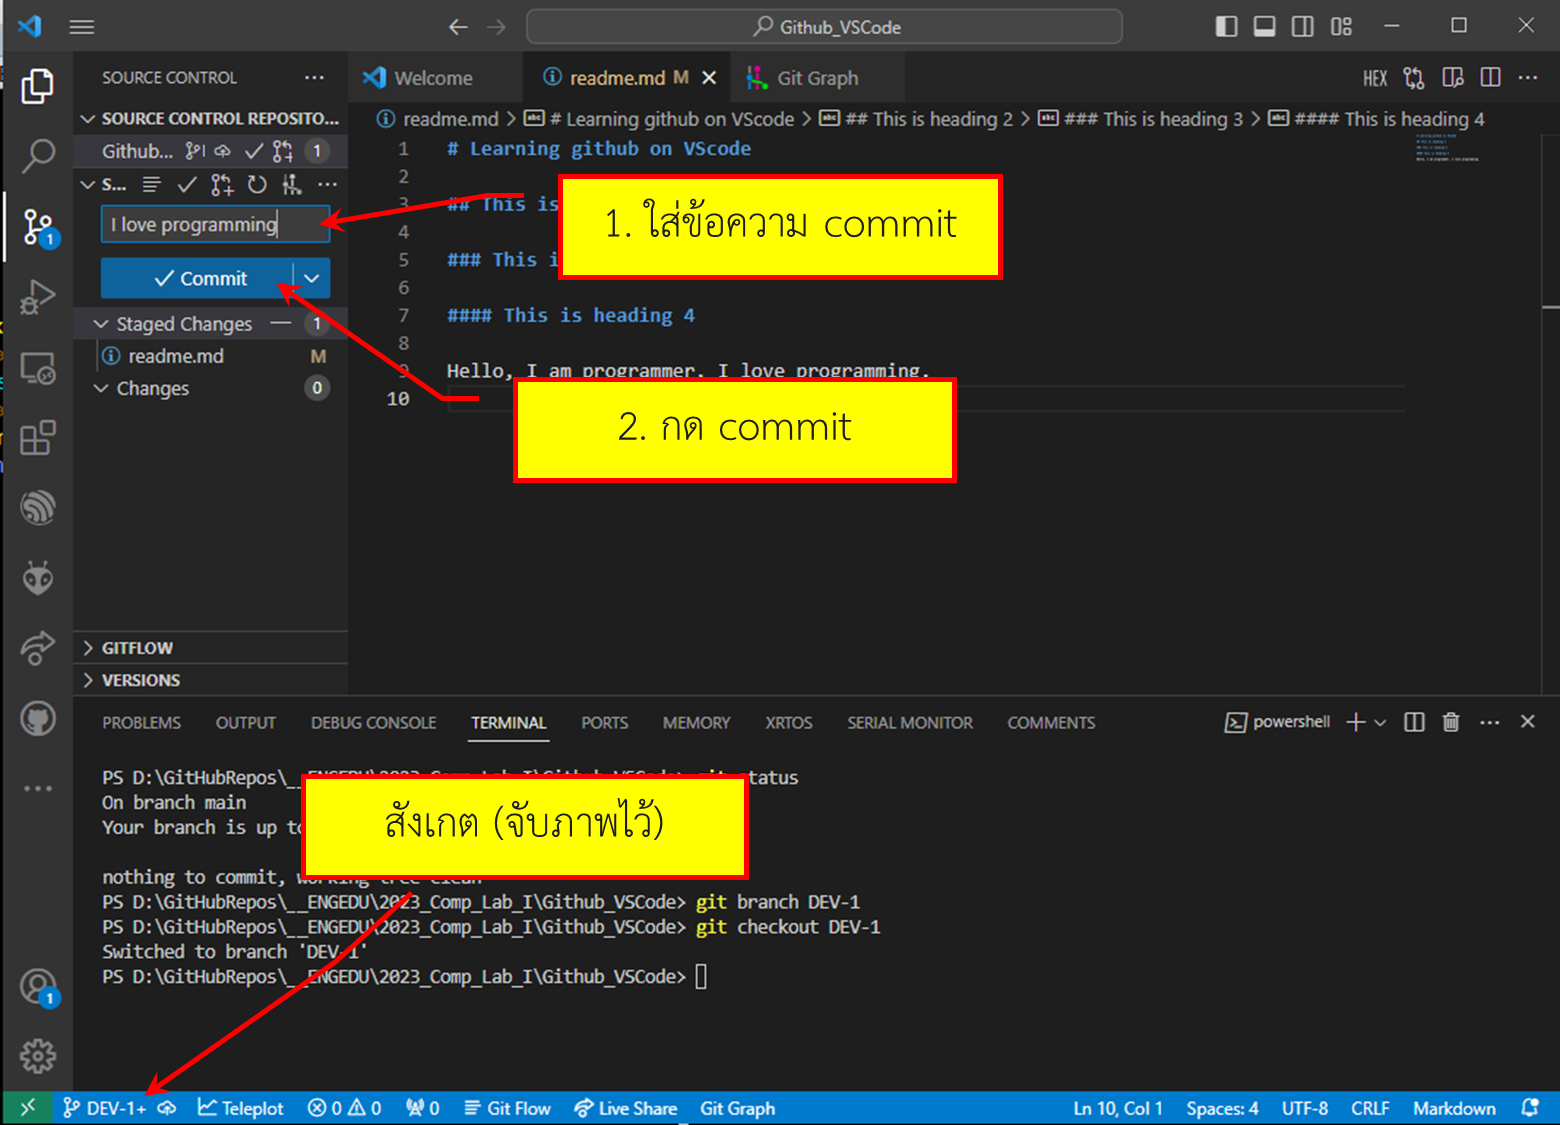 Github_VSCode
SOURCE CONTROL
Welcome
readme.md M
Git Graph
HEX
SOURCE CONTROL REPOSITO...
readme.md > # Learning github on VScode > ## This is heading 2 > ### This is heading 3 > #### This is heading 4
Github... 1
S...
I love programming
Commit
Staged Changes 1
readme.md M
Changes 0
1
1 # Learning github on VScode
2
3 ## This is
4
5 ### This i
6
7 #### This is heading 4
8
9 Hello, I am programmer. I love programming.
10
1. ใส่ข้อความ commit
2. กด commit
GITFLOW
VERSIONS
PROBLEMS OUTPUT DEBUG CONSOLE TERMINAL PORTS MEMORY XRTOS SERIAL MONITOR COMMENTS
powershell
PS D:\GitHubRepos\__ENGEDU\2023_Comp_Lab_I\Github_VSCode> git status
On branch main
Your branch is up to
สังเกต (จับภาพไว้)
nothing to commit, working tree clean
PS D:\GitHubRepos\__ENGEDU\2023_Comp_Lab_I\Github_VSCode> git branch DEV-1
PS D:\GitHubRepos\__ENGEDU\2023_Comp_Lab_I\Github_VSCode> git checkout DEV-1
Switched to branch 'DEV-1'
PS D:\GitHubRepos\__ENGEDU\2023_Comp_Lab_I\Github_VSCode>
1
DEV-1+ Teleplot 0 0 0 Git Flow Live Share Git Graph Ln 10, Col 1 Spaces: 4 UTF-8 CRLF Markdown